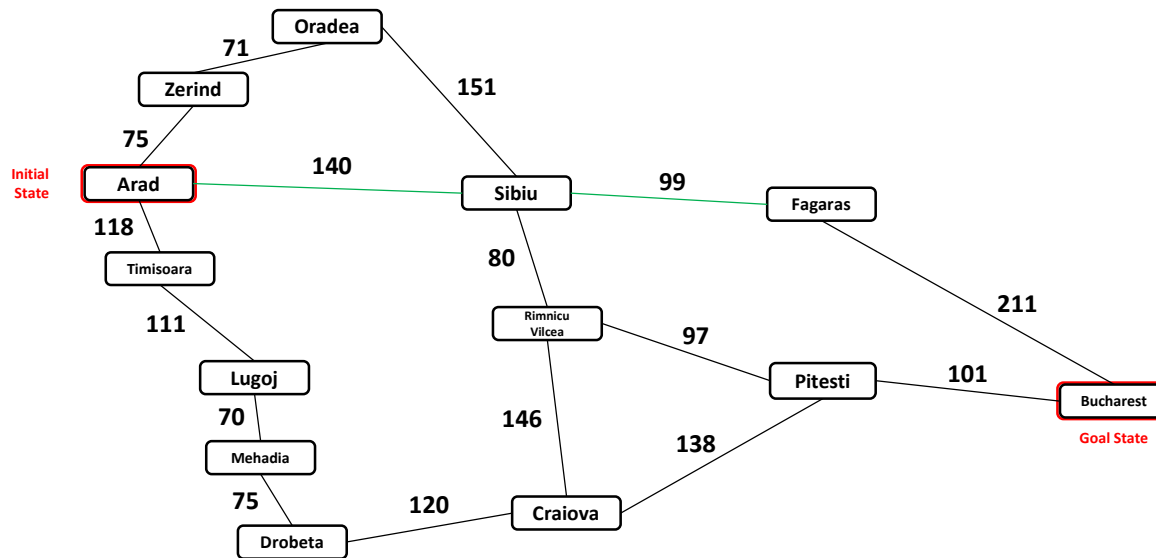 Oradea
71
Zerind
151
75
Initial
State
Arad
140
Sibiu
99
Fagaras
118
Timisoara
80
111
Rimnicu
Vilcea
211
97
Lugoj
Pitesti
101
Bucharest
70
146
138
Goal State
Mehadia
75
120
Craiova
Drobeta